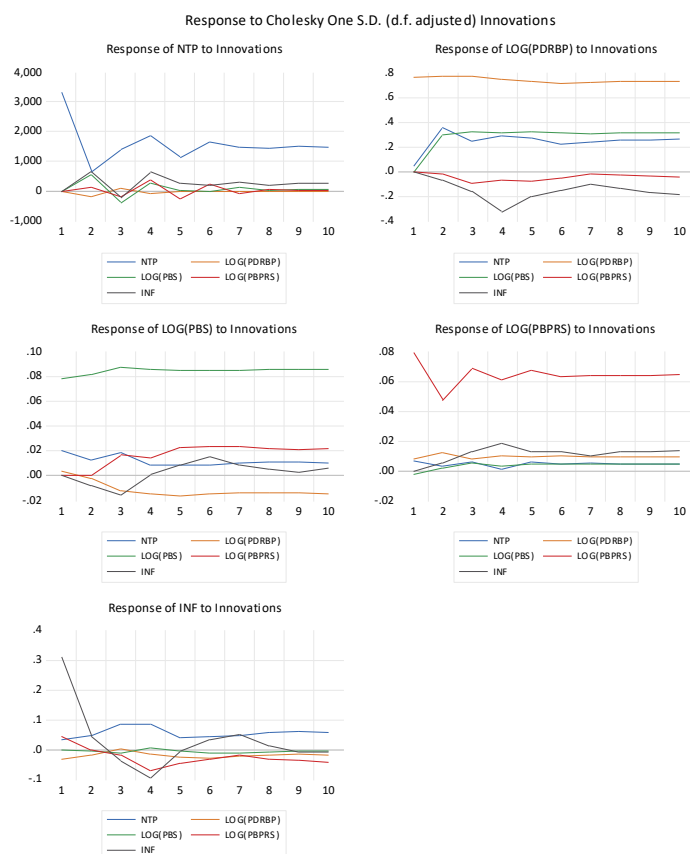 Response to Cholesky One S.D. (d.f. adjusted) Innovations
Response of NTP to Innovations
4,000
3,000
2,000
1,000
0
-1,000
1 2 3 4 5 6 7 8 9 10
NTP LOG(PDRBP)
LOG(PBS) LOG(PBPRS)
INF
Response of LOG(PDRBP) to Innovations
.8
.6
.4
.2
.0
-.2
-.4
1 2 3 4 5 6 7 8 9 10
NTP LOG(PDRBP)
LOG(PBS) LOG(PBPRS)
INF
Response of LOG(PBS) to Innovations
.10
.08
.06
.04
.02
.00
-.02
1 2 3 4 5 6 7 8 9 10
NTP LOG(PDRBP)
LOG(PBS) LOG(PBPRS)
INF
Response of LOG(PBPRS) to Innovations
.08
.06
.04
.02
.00
-.02
1 2 3 4 5 6 7 8 9 10
NTP LOG(PDRBP)
LOG(PBS) LOG(PBPRS)
INF
Response of INF to Innovations
.4
.3
.2
.1
.0
-.1
1 2 3 4 5 6 7 8 9 10
NTP LOG(PDRBP)
LOG(PBS) LOG(PBPRS)
INF